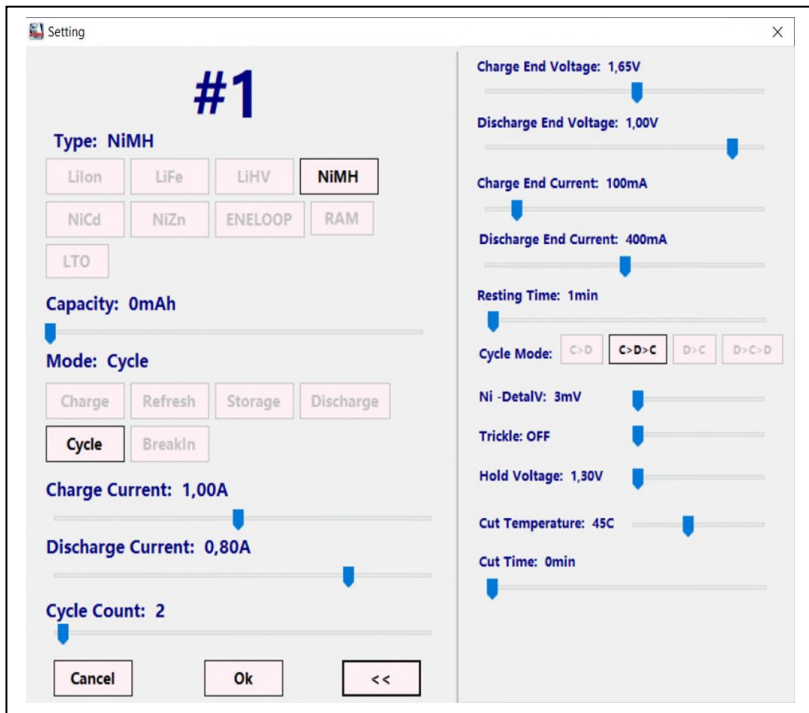 Setting
#1
Type: NiMH
LiIon LiFe LiHV NiMH
NiCd NiZn ENELOOP RAM
LTO
Capacity: 0mAh
Mode: Cycle
Charge Refresh Storage Discharge
Cycle BreakIn
Charge Current: 1,00A
Discharge Current: 0,80A
Cycle Count: 2
Cancel Ok <<
Charge End Voltage: 1,65V
Discharge End Voltage: 1,00V
Charge End Current: 100mA
Discharge End Current: 400mA
Resting Time: 1min
Cycle Mode: C>D C>D>C D>C D>C>D
Ni -DetalV: 3mV
Trickle: OFF
Hold Voltage: 1,30V
Cut Temperature: 45C
Cut Time: 0min